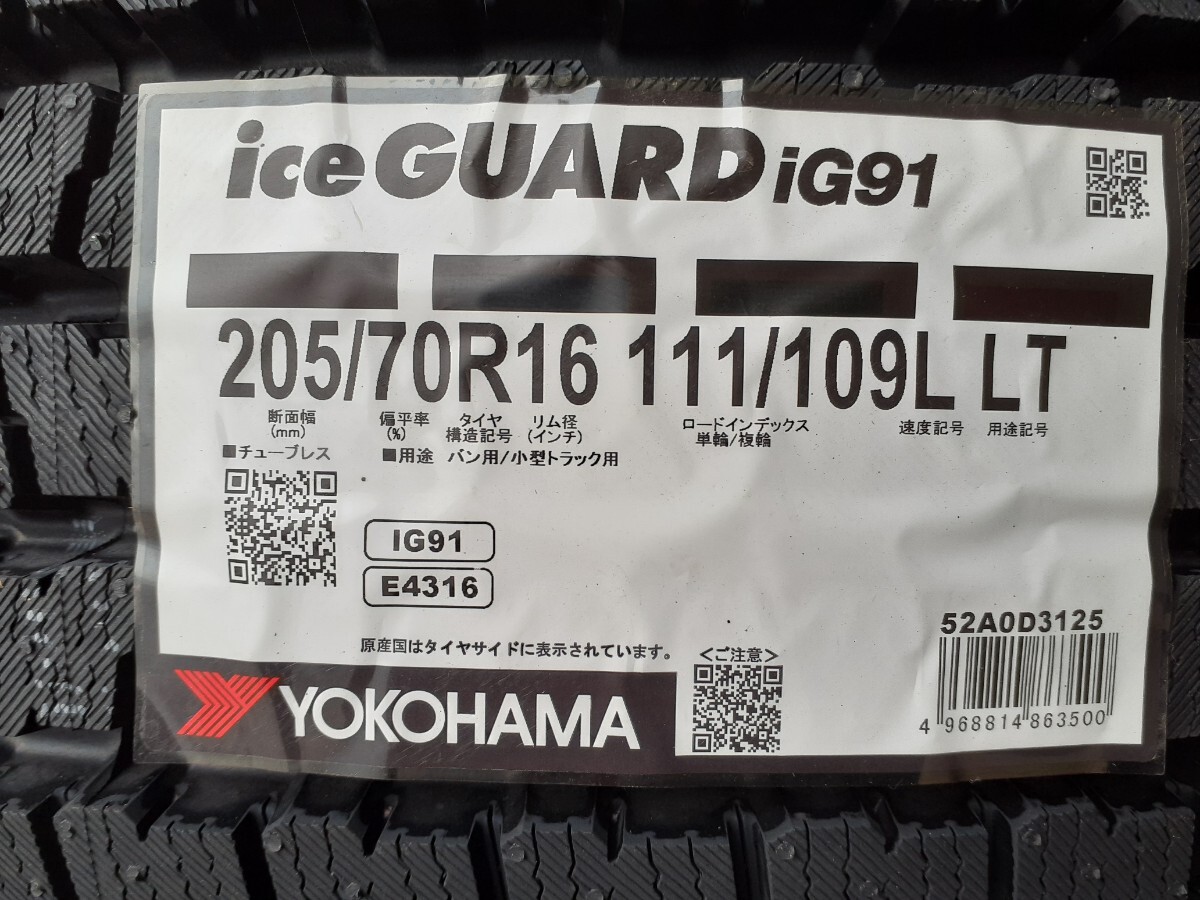 iceGUARD iG91
205/70R16 111/109L LT
断面幅 (mm)
偏平率 (%)
タイヤ 構造記号
リム径 (インチ)
ロードインデックス 単輪/複輪
速度記号
用途記号
■チューブレス
■用途 バン用/小型トラック用
IG91
E4316
52A0D3125
原産国はタイヤサイドに表示されています。
<ご注意>
YOKOHAMA
4 968814 863500